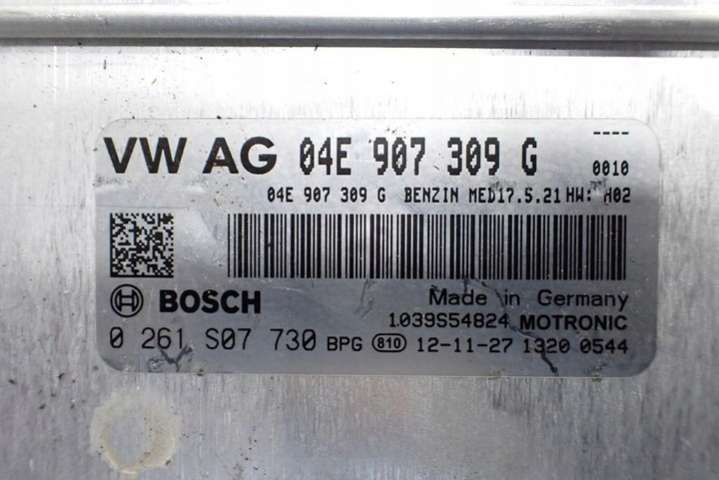 ----
VW AG 04E 907 309 G 0010
04E 907 309 G BENZIN MED17.5.21 HW: H02
BOSCH Made in Germany
1039S54824 MOTRONIC
0 261 S07 730 BPG 810 12-11-27 1320 0544